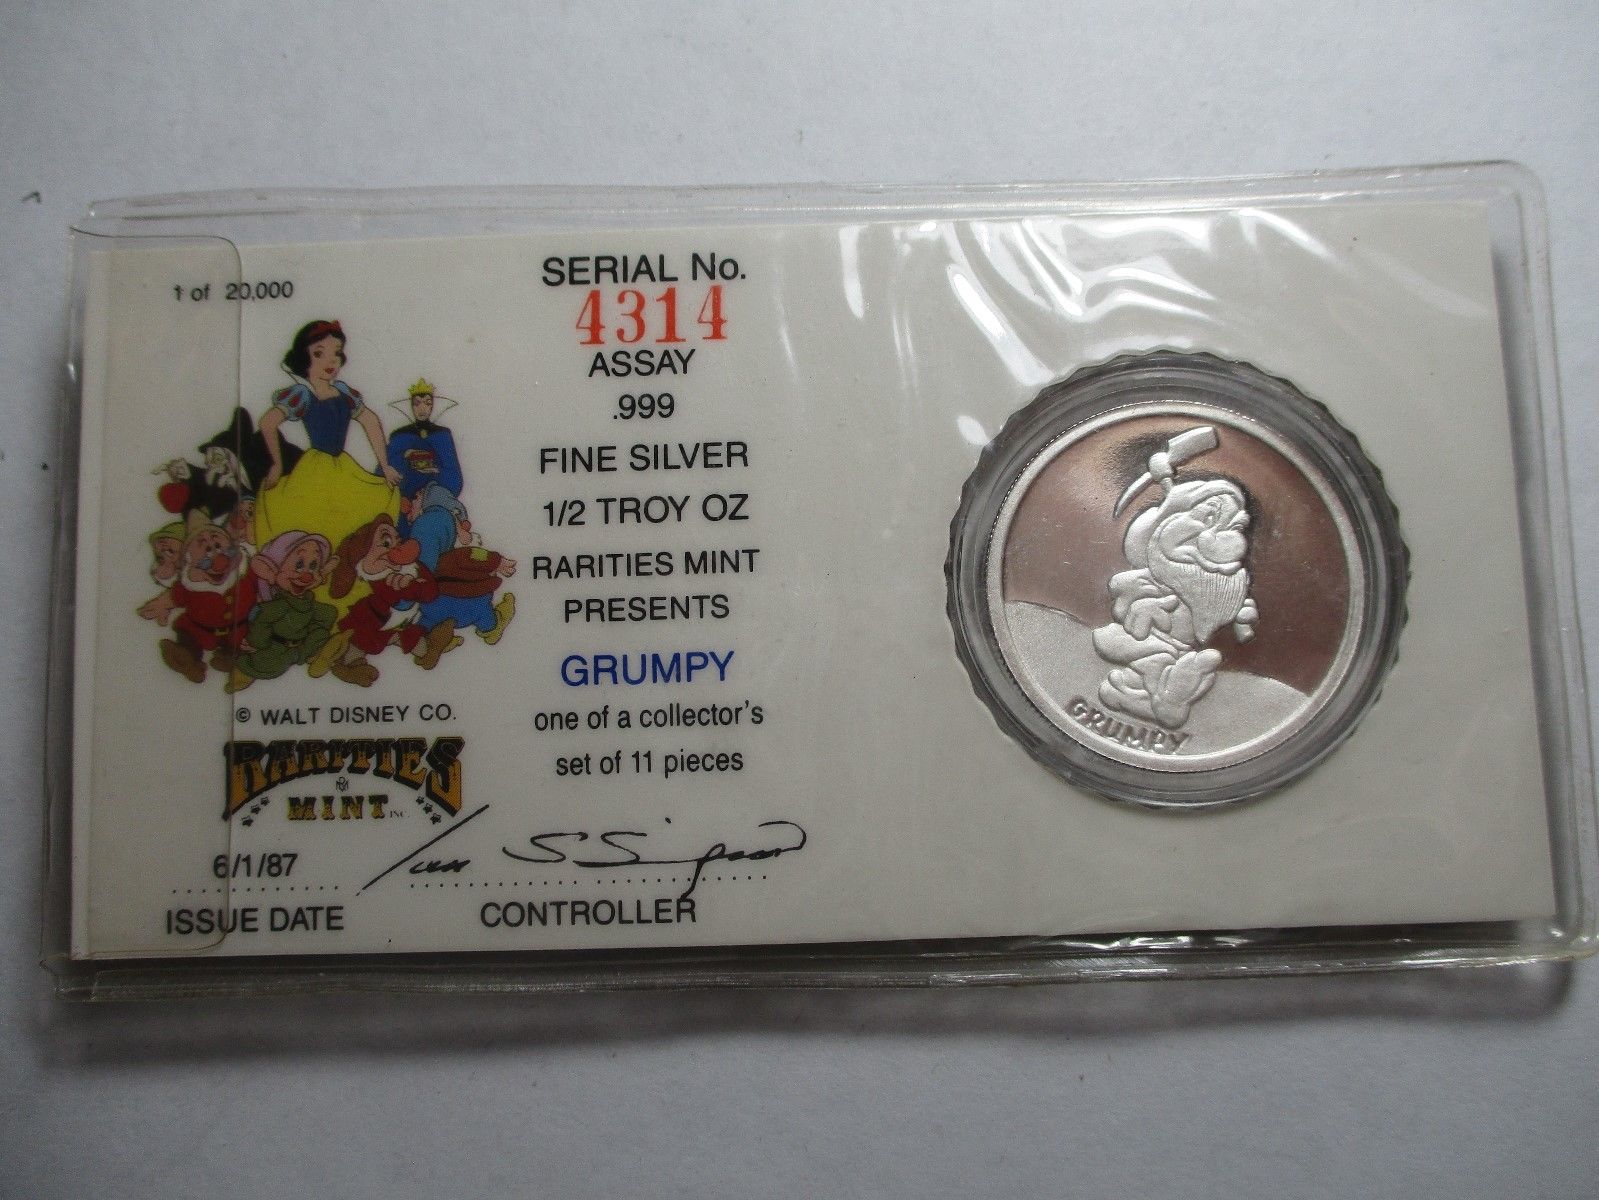 1 of 20,000
SERIAL No.
4314
ASSAY
.999
FINE SILVER
1/2 TROY OZ
RARITIES MINT
PRESENTS
GRUMPY
one of a collector's
set of 11 pieces
© WALT DISNEY CO.
RARITIES
RM
MINT INC.
6/1/87
ISSUE DATE
CONTROLLER
GRUMPY